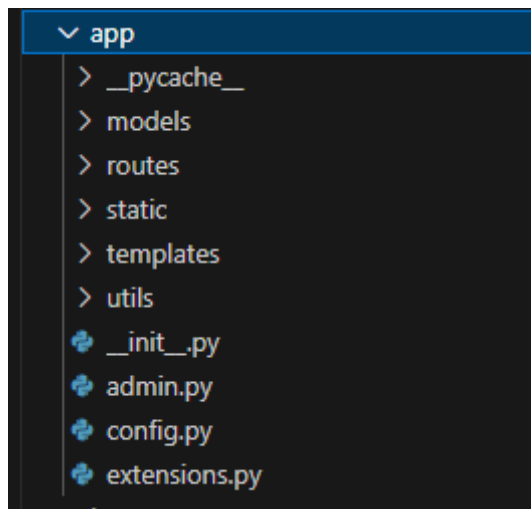 app
__pycache__
models
routes
static
templates
utils
__init__.py
admin.py
config.py
extensions.py